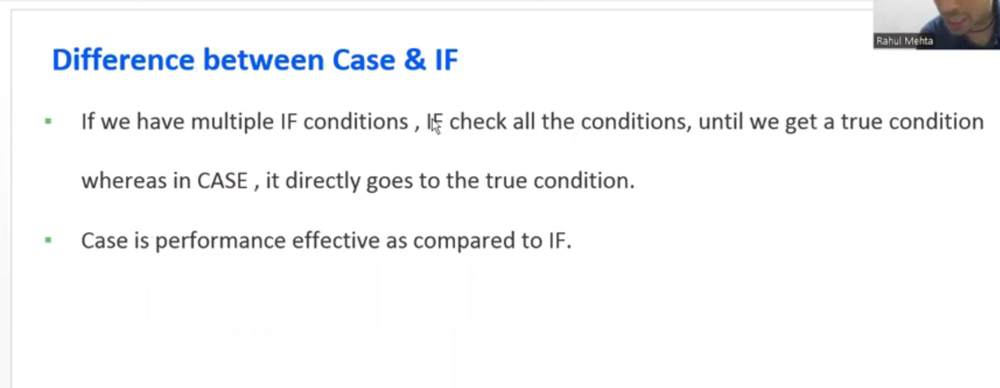 Rahul Mehta
Difference between Case & IF
▪ If we have multiple IF conditions , IF check all the conditions, until we get a true condition
whereas in CASE , it directly goes to the true condition.
▪ Case is performance effective as compared to IF.